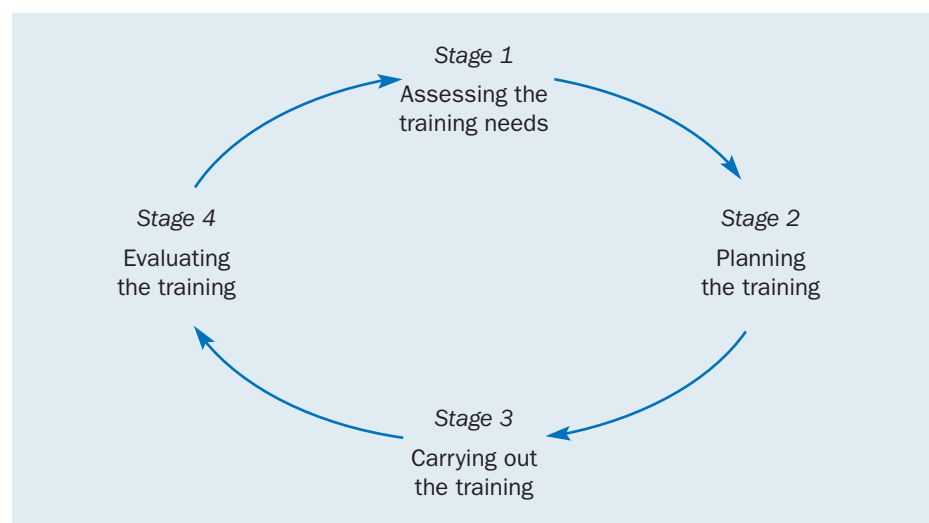 Stage 1
Assessing the
training needs
Stage 2
Planning
the training
Stage 3
Carrying out
the training
Stage 4
Evaluating
the training